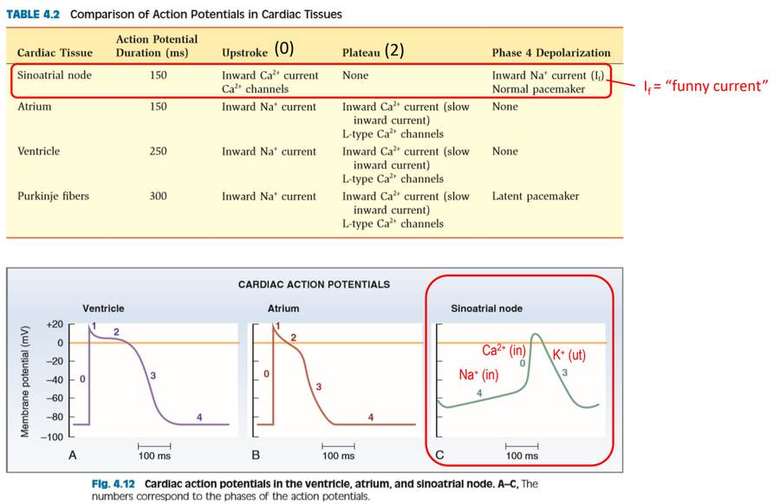 TABLE 4.2 Comparison of Action Potentials in Cardiac Tissues
Cardiac Tissue
Action Potential
Duration (ms)
Upstroke (0)
Plateau (2)
Phase 4 Depolarization
Sinoatrial node
150
Inward Ca²⁺ current
Ca²⁺ channels
None
Inward Na⁺ current (I_f)
Normal pacemaker
I_f = “funny current”
Atrium
150
Inward Na⁺ current
Inward Ca²⁺ current (slow
inward current)
L-type Ca²⁺ channels
None
Ventricle
250
Inward Na⁺ current
Inward Ca²⁺ current (slow
inward current)
L-type Ca²⁺ channels
None
Purkinje fibers
300
Inward Na⁺ current
Inward Ca²⁺ current (slow
inward current)
L-type Ca²⁺ channels
Latent pacemaker
CARDIAC ACTION POTENTIALS
Membrane potential (mV)
+20
0
−20
−40
−60
−80
−100
Ventricle
1
2
0
3
4
A
100 ms
Atrium
1
2
0
3
4
B
100 ms
Sinoatrial node
Ca²⁺ (in)
0
K⁺ (ut)
3
Na⁺ (in)
4
C
100 ms
Fig. 4.12 Cardiac action potentials in the ventricle, atrium, and sinoatrial node. A–C, The
numbers correspond to the phases of the action potentials.